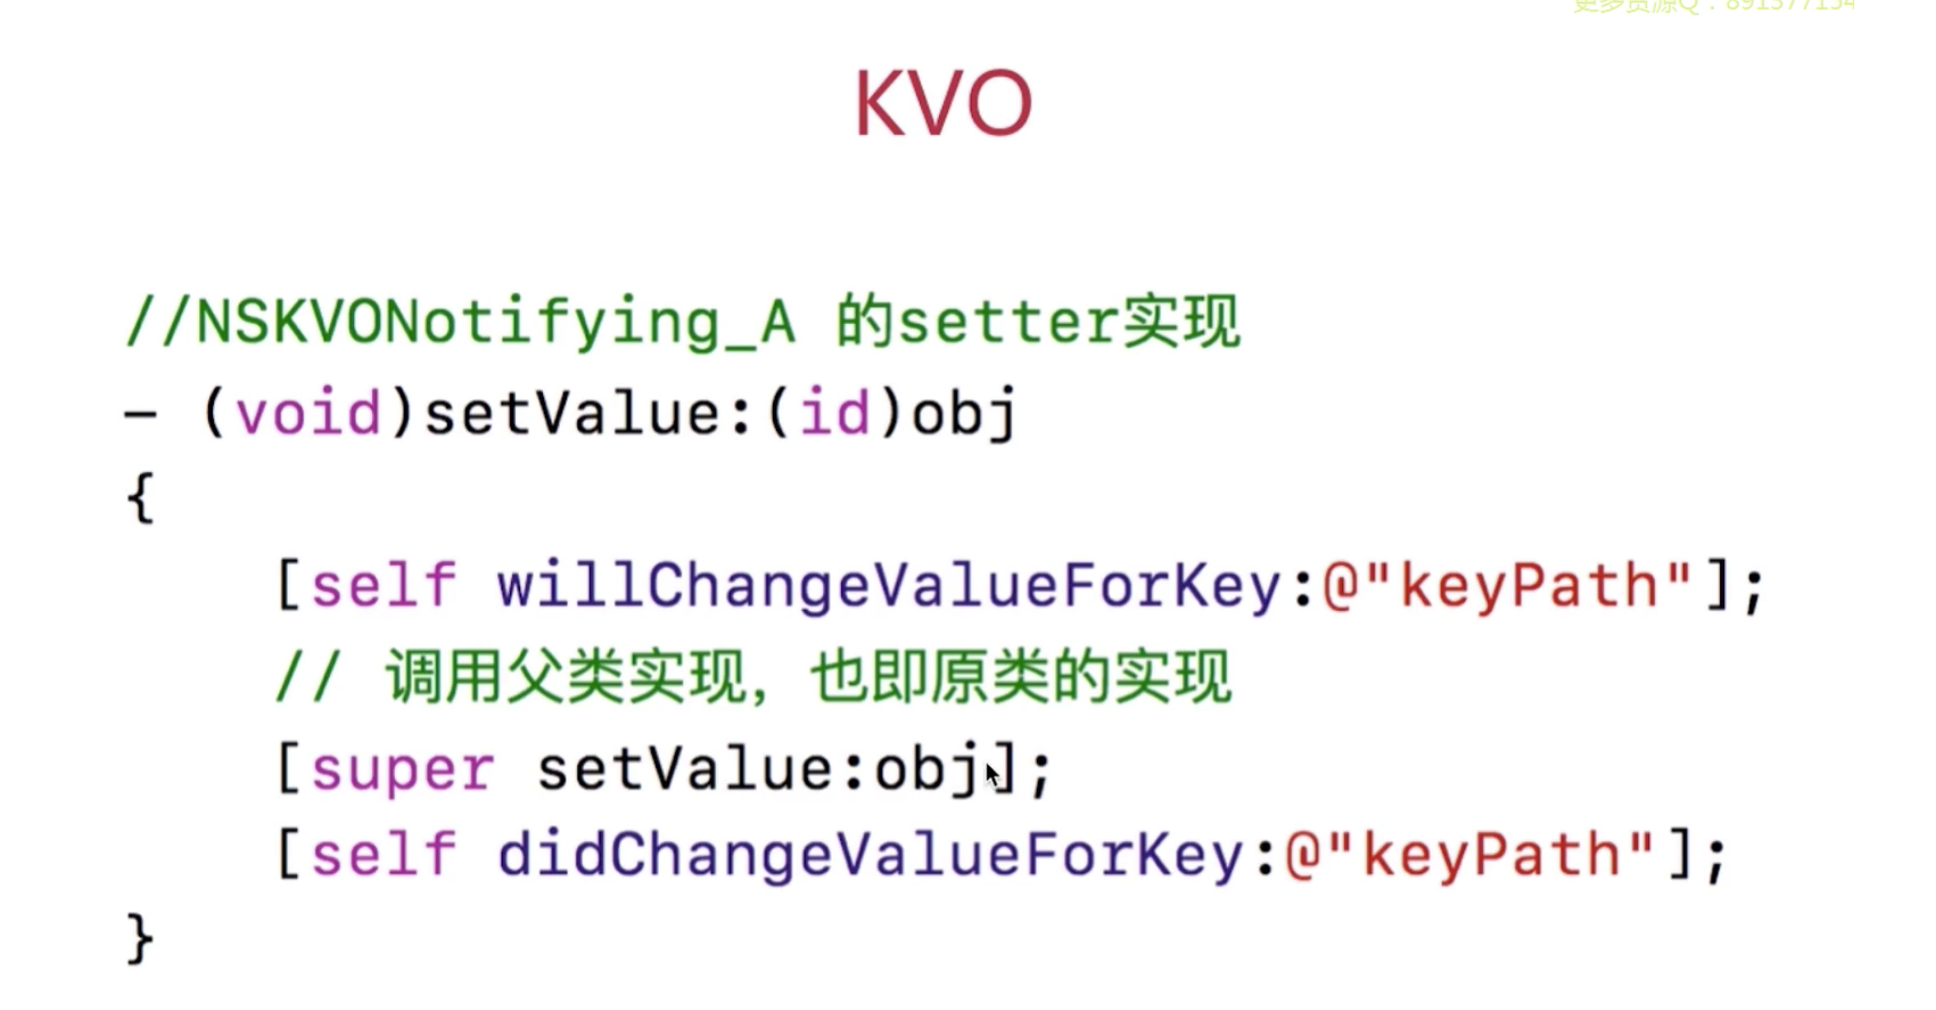 KVO
//NSKVONotifying_A 的setter实现
- (void)setValue:(id)obj
{
[self willChangeValueForKey:@"keyPath"];
// 调用父类实现，也即原类的实现
[super setValue:obj];
[self didChangeValueForKey:@"keyPath"];
}